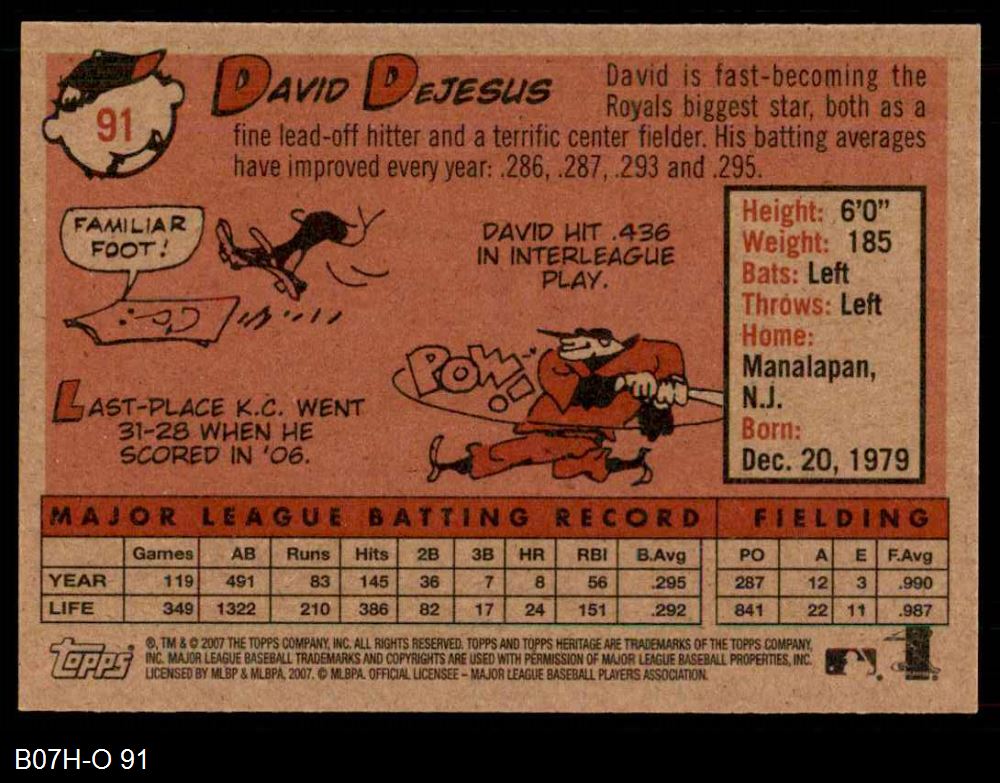 91
DAVID DEJESUS
David is fast-becoming the
Royals biggest star, both as a
fine lead-off hitter and a terrific center fielder. His batting averages
have improved every year: .286, .287, .293 and .295.
FAMILIAR
FOOT!
DAVID HIT .436
IN INTERLEAGUE
PLAY.
POW!
LAST-PLACE K.C. WENT
31-28 WHEN HE
SCORED IN '06.
Height: 6'0"
Weight: 185
Bats: Left
Throws: Left
Home:
Manalapan,
N.J.
Born:
Dec. 20, 1979
MAJOR LEAGUE BATTING RECORD FIELDING
Games AB Runs Hits 2B 3B HR RBI B.Avg PO A E F.Avg
YEAR 119 491 83 145 36 7 8 56 .295 287 12 3 .990
LIFE 349 1322 210 386 82 17 24 151 .292 841 22 11 .987
Topps
®, TM & © 2007 THE TOPPS COMPANY, INC. ALL RIGHTS RESERVED. TOPPS AND TOPPS HERITAGE ARE TRADEMARKS OF THE TOPPS COMPANY,
INC. MAJOR LEAGUE BASEBALL TRADEMARKS AND COPYRIGHTS ARE USED WITH PERMISSION OF MAJOR LEAGUE BASEBALL PROPERTIES, INC.
LICENSED BY MLBP & MLBPA, 2007. © MLBPA. OFFICIAL LICENSEE – MAJOR LEAGUE BASEBALL PLAYERS ASSOCIATION.
B07H-O 91